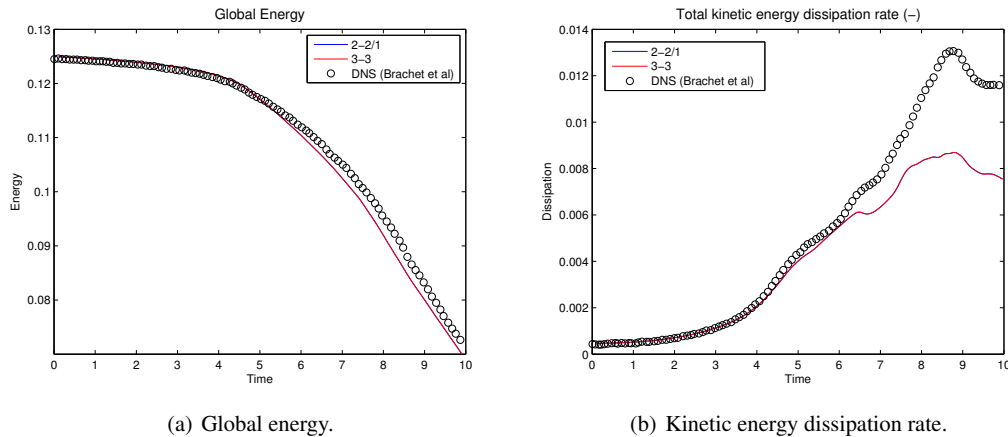 Global Energy
0.13
0.12
0.11
0.1
0.09
0.08
Energy
0 1 2 3 4 5 6 7 8 9 10
Time
2−2/1
3−3
DNS (Brachet et al)
(a) Global energy.
Total kinetic energy dissipation rate (−)
0.014
0.012
0.01
0.008
0.006
0.004
0.002
0
Dissipation
0 1 2 3 4 5 6 7 8 9 10
Time
2−2/1
3−3
DNS (Brachet et al)
(b) Kinetic energy dissipation rate.